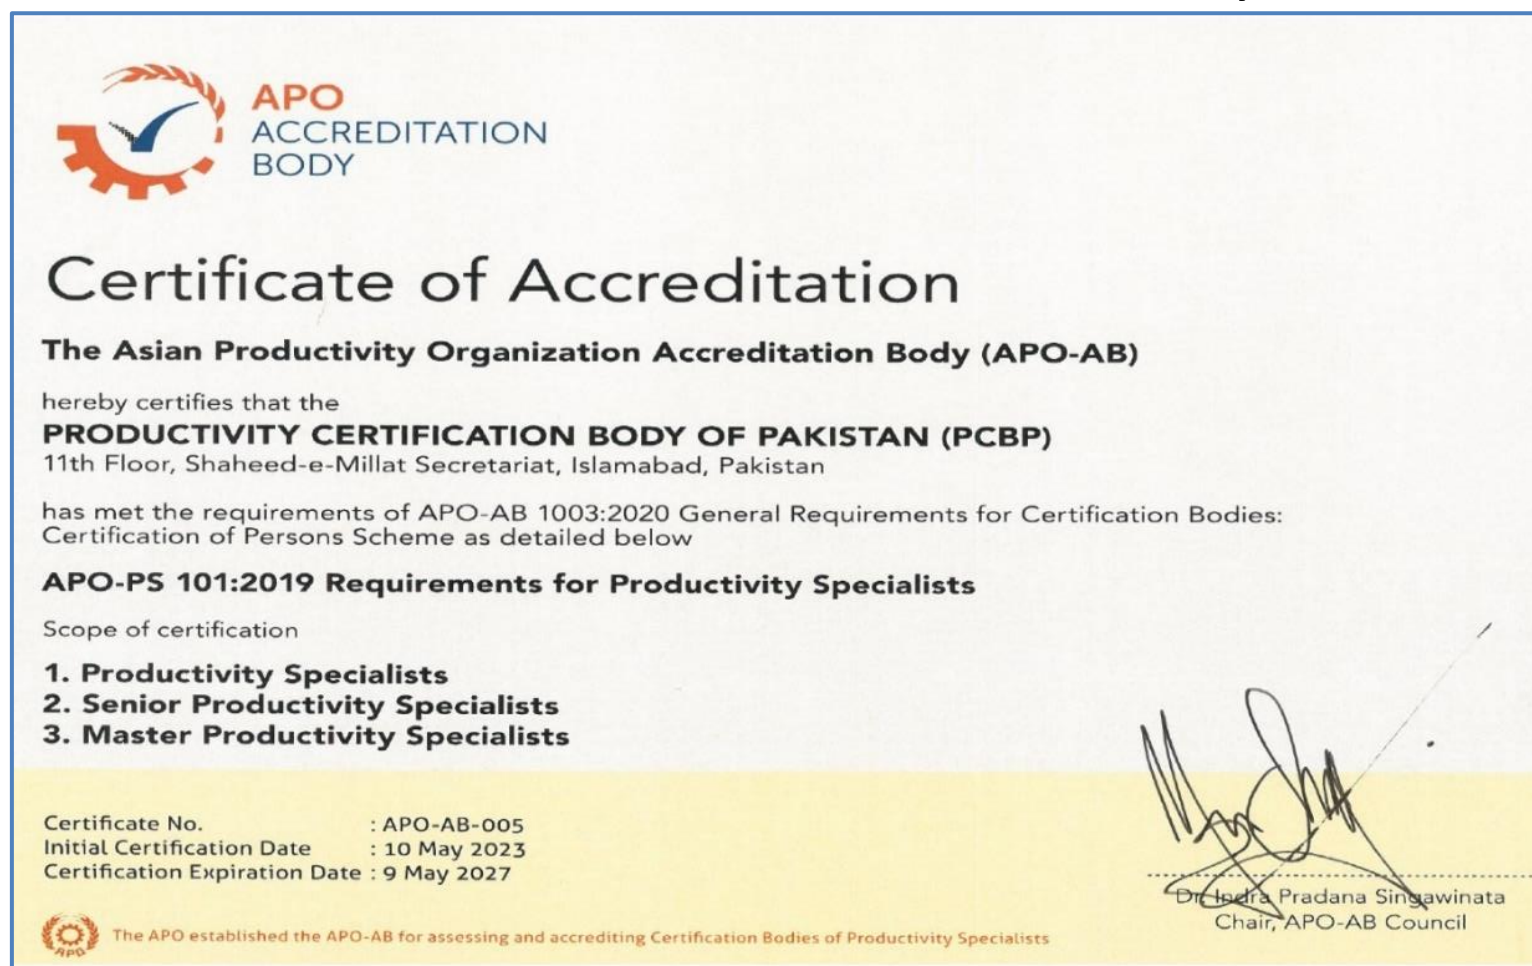 APO
ACCREDITATION
BODY
Certificate of Accreditation
The Asian Productivity Organization Accreditation Body (APO-AB)
hereby certifies that the
PRODUCTIVITY CERTIFICATION BODY OF PAKISTAN (PCBP)
11th Floor, Shaheed-e-Millat Secretariat, Islamabad, Pakistan
has met the requirements of APO-AB 1003:2020 General Requirements for Certification Bodies:
Certification of Persons Scheme as detailed below
APO-PS 101:2019 Requirements for Productivity Specialists
Scope of certification
1. Productivity Specialists
2. Senior Productivity Specialists
3. Master Productivity Specialists
Certificate No. : APO-AB-005
Initial Certification Date : 10 May 2023
Certification Expiration Date : 9 May 2027
Dr. Indra Pradana Singawinata
Chair, APO-AB Council
APO
The APO established the APO-AB for assessing and accrediting Certification Bodies of Productivity Specialists